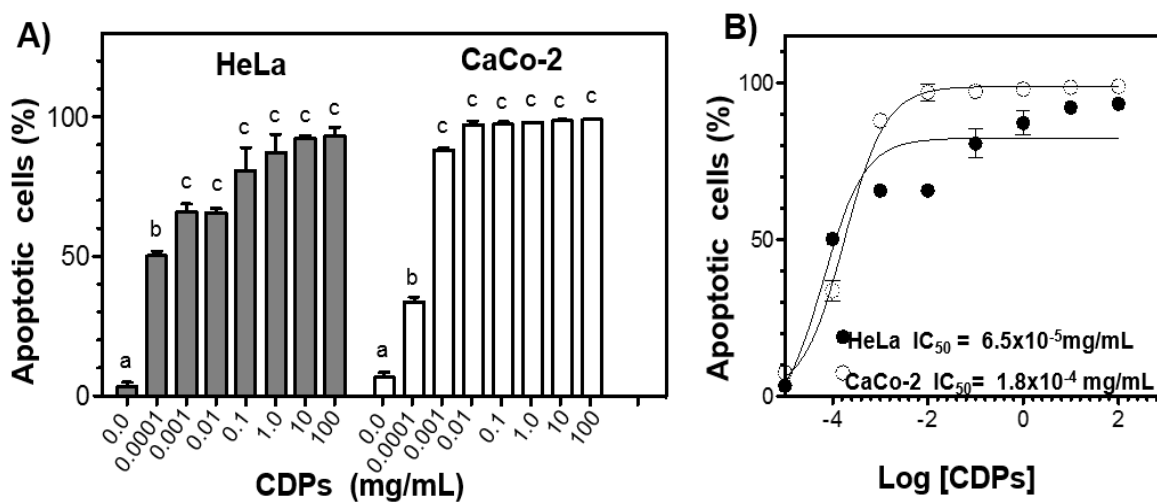 A)
HeLa
CaCo-2
Apoptotic cells (%)
100
50
0
a
b
c
c
c
c
c
c
a
b
c
c
c
c
c
c
0.0
0.00001
0.001
0.01
0.1
1.0
10
100
0.0
0.0001
0.001
0.01
0.1
1.0
10
100
CDPs (mg/mL)
B)
Apoptotic cells (%)
100
50
0
-4
-2
0
2
HeLa IC50 = 6.5x10-5mg/mL
CaCo-2 IC50= 1.8x10-4 mg/mL
Log [CDPs]